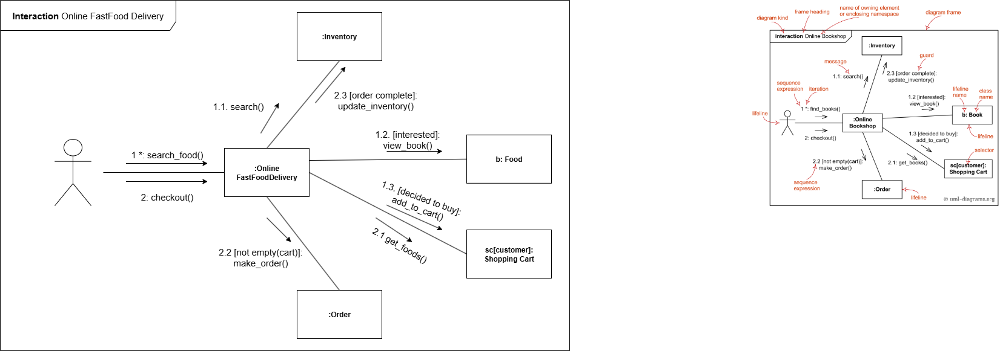 Interaction Online FastFood Delivery
:Inventory
1.1. search()
2.3 [order complete]:
update_inventory()
1 *: search_food()
2: checkout()
:Online
FastFoodDelivery
1.2. [interested]:
view_book()
b: Food
1.3. [decided to buy]:
add_to_cart()
2.1 get_foods()
sc[customer]:
Shopping Cart
2.2 [not empty(cart)]:
make_order()
:Order
name of owning element
or enclosing namespace
frame heading
diagram kind
diagram frame
interaction Online Bookshop
:Inventory
message
guard
1.1: search()
2.3 [order complete]:
update_inventory()
sequence
expression
iteration
lifeline
name
class
name
1.2 [interested]:
view_book()
1 *: find_books()
lifeline
b: Book
:Online
Bookshop
2: checkout()
1.3 [decided to buy]:
add_to_cart()
lifeline
selector
2.2 [not empty(cart)]:
make_order()
2.1: get_books()
sc[customer]:
Shopping Cart
sequence
expression
:Order
lifeline
© uml-diagrams.org